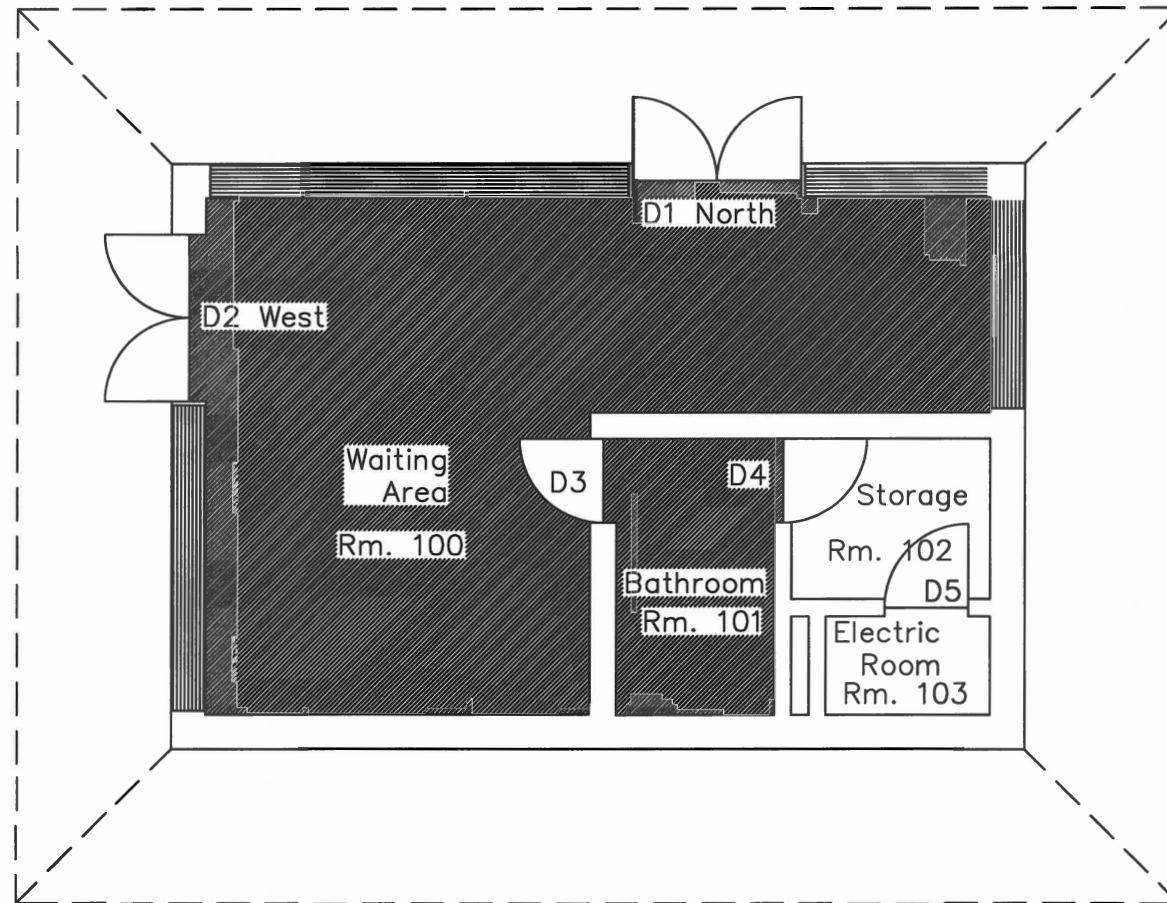 D1 North
D2 West
Waiting
Area
Rm. 100
D3
D4
Storage
Rm. 102
D5
Bathroom
Rm. 101
Electric
Room
Rm. 103